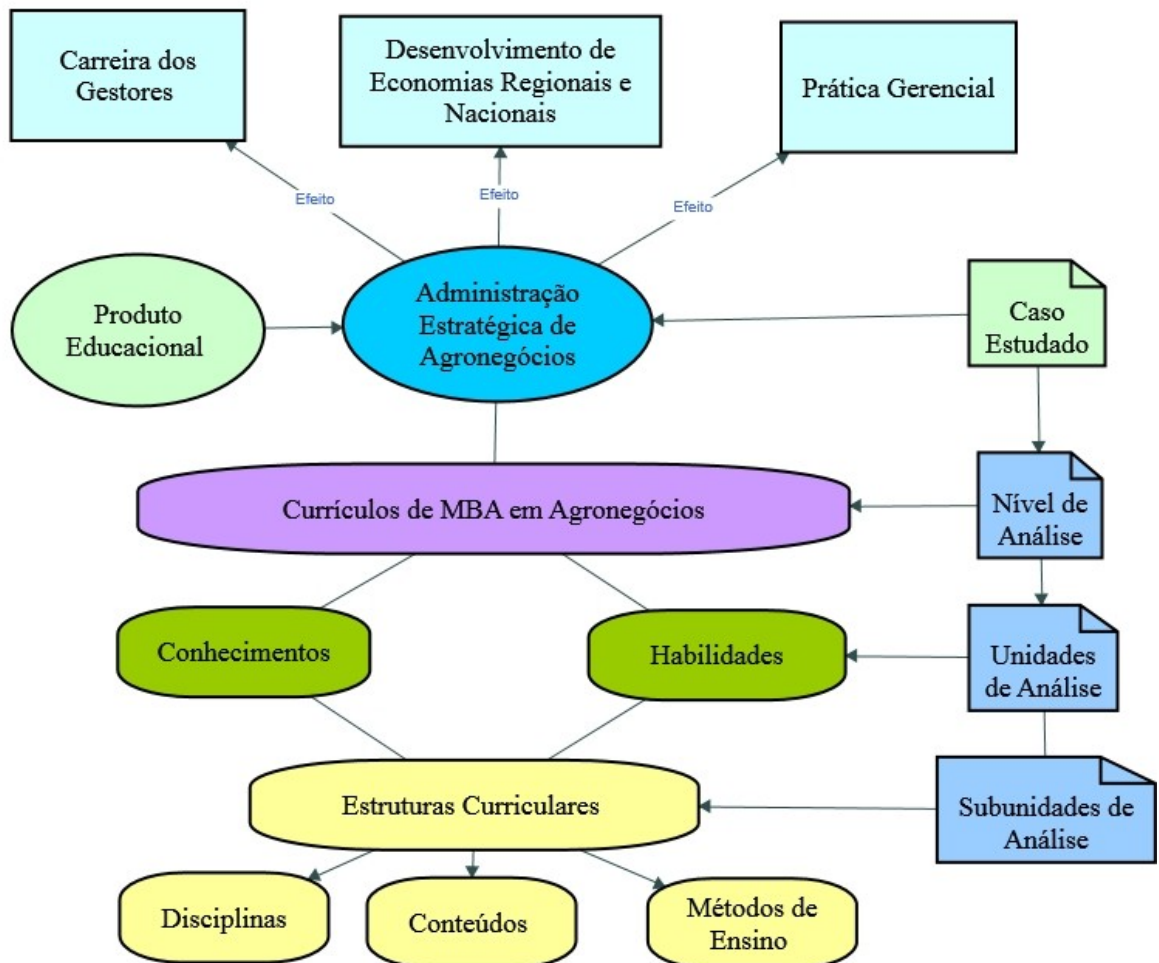 Carreira dos
Gestores
Desenvolvimento de
Economias Regionais e
Nacionais
Prática Gerencial
Efeito
Efeito
Efeito
Produto
Educacional
Administração
Estratégica de
Agronegócios
Caso
Estudado
Currículos de MBA em Agronegócios
Nível de
Análise
Conhecimentos
Habilidades
Unidades
de Análise
Estruturas Curriculares
Subunidades de
Análise
Disciplinas
Conteúdos
Métodos de
Ensino